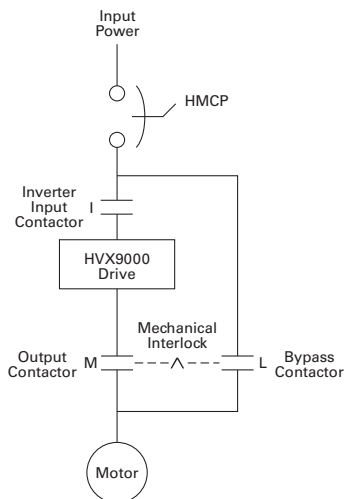 Input
Power
HMCP
Inverter
Input
Contactor
I
HVX9000
Drive
Mechanical
Interlock
Output
Contactor
M
L
Bypass
Contactor
Motor